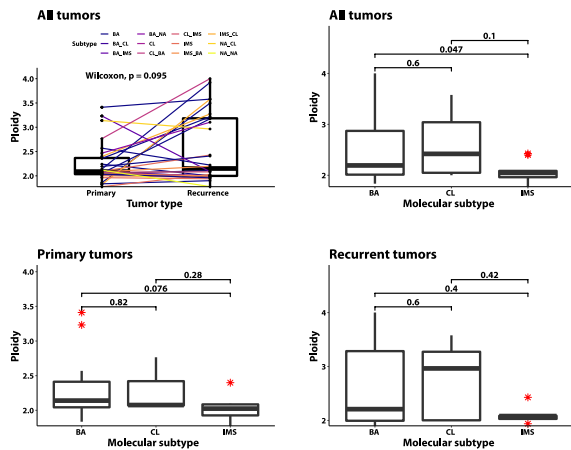 All tumors
BA
BA_NA
CL_IMS
IMS_CL
Subtype
BA_CL
CL
IMS
NA_CL
BA_IMS
CL_BA
IMS_BA
NA_NA
Wilcoxon, p = 0.095
Ploidy
4.0
3.5
3.0
2.5
2.0
Primary
Recurrence
Tumor type
All tumors
0.1
0.047
0.6
Ploidy
4
3
2
BA
CL
IMS
Molecular subtype
Primary tumors
0.28
0.076
0.82
Ploidy
4.0
3.5
3.0
2.5
2.0
BA
CL
IMS
Molecular subtype
Recurrent tumors
0.42
0.4
0.6
Ploidy
4
3
2
BA
CL
IMS
Molecular subtype